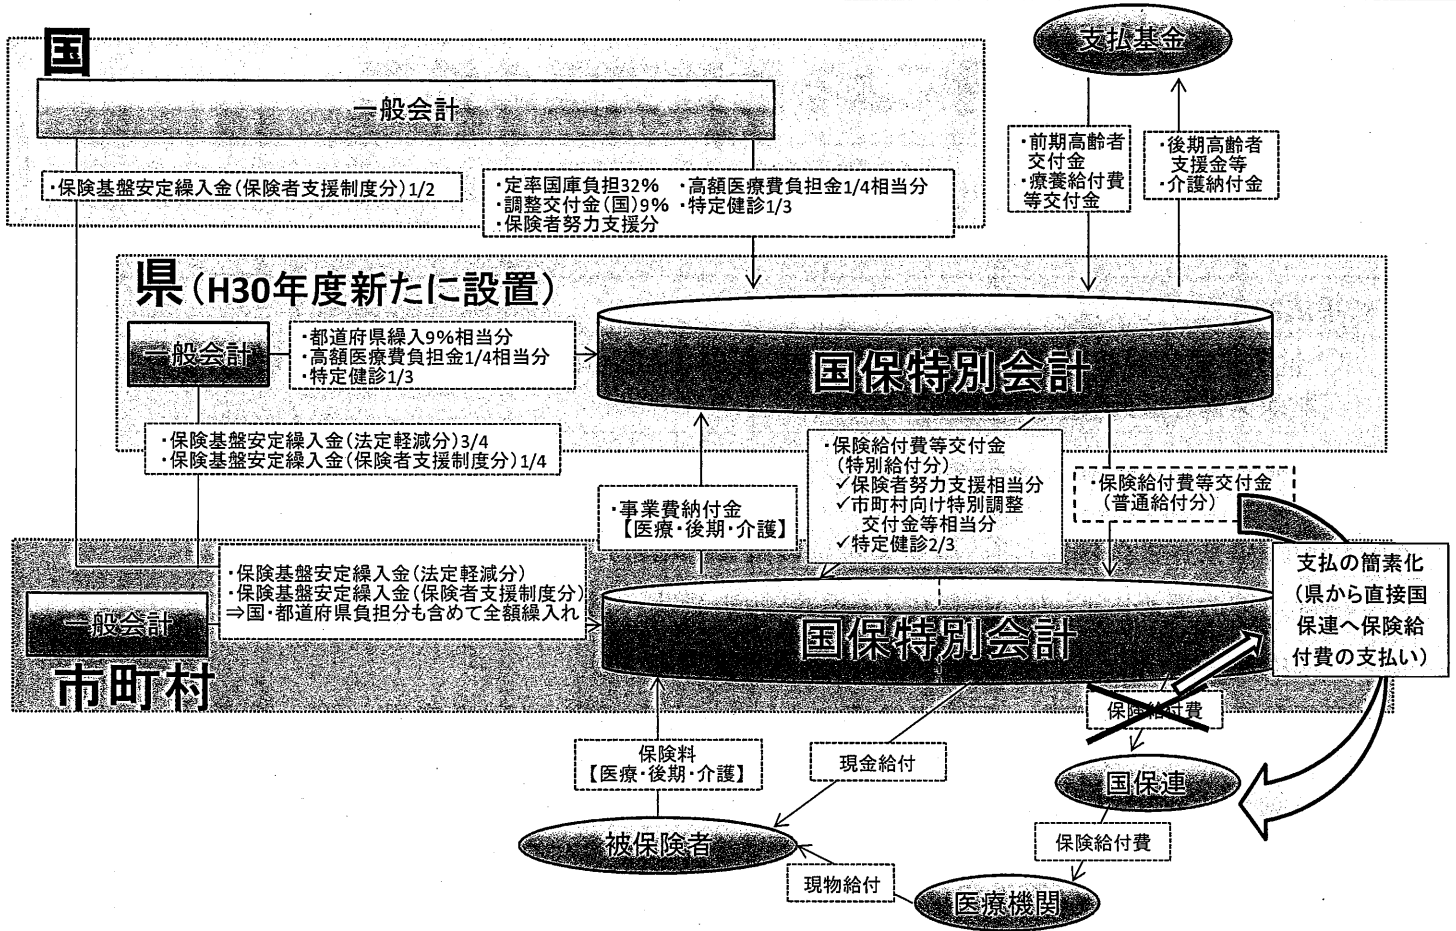 国
一般会計
支払基金
・前期高齢者
交付金
・療養給付費
等交付金
・後期高齢者
支援金等
・介護納付金
・保険基盤安定繰入金(保険者支援制度分)1/2
・定率国庫負担32% ・高額医療費負担金1/4相当分
・調整交付金(国)9% ・特定健診1/3
・保険者努力支援分
県(H30年度新たに設置)
一般会計
・都道府県繰入9%相当分
・高額医療費負担金1/4相当分
・特定健診1/3
国保特別会計
・保険基盤安定繰入金(法定軽減分)3/4
・保険基盤安定繰入金(保険者支援制度分)1/4
・事業費納付金
【医療・後期・介護】
・保険給付費等交付金
(特別給付分)
✓保険者努力支援相当分
✓市町村向け特別調整
交付金等相当分
✓特定健診2/3
・保険給付費等交付金
(普通給付分)
支払の簡素化
(県から直接国
保連へ保険給
付費の支払い)
・保険基盤安定繰入金(法定軽減分)
・保険基盤安定繰入金(保険者支援制度分)
⇒国・都道府県負担分も含めて全額繰入れ
一般会計
市町村
国保特別会計
保険給付費
保険料
【医療・後期・介護】
現金給付
国保連
被保険者
保険給付費
現物給付
医療機関